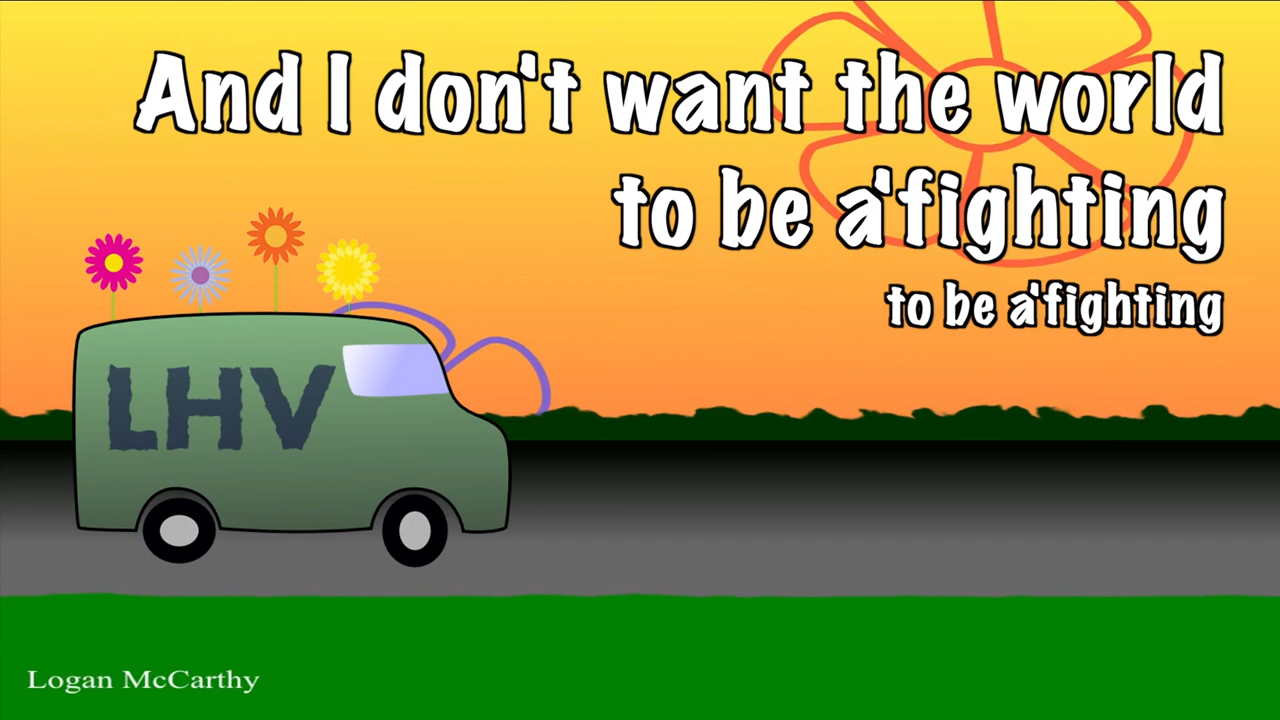 And I don't want the world
to be a'fighting
to be a'fighting
LHV
Logan McCarthy